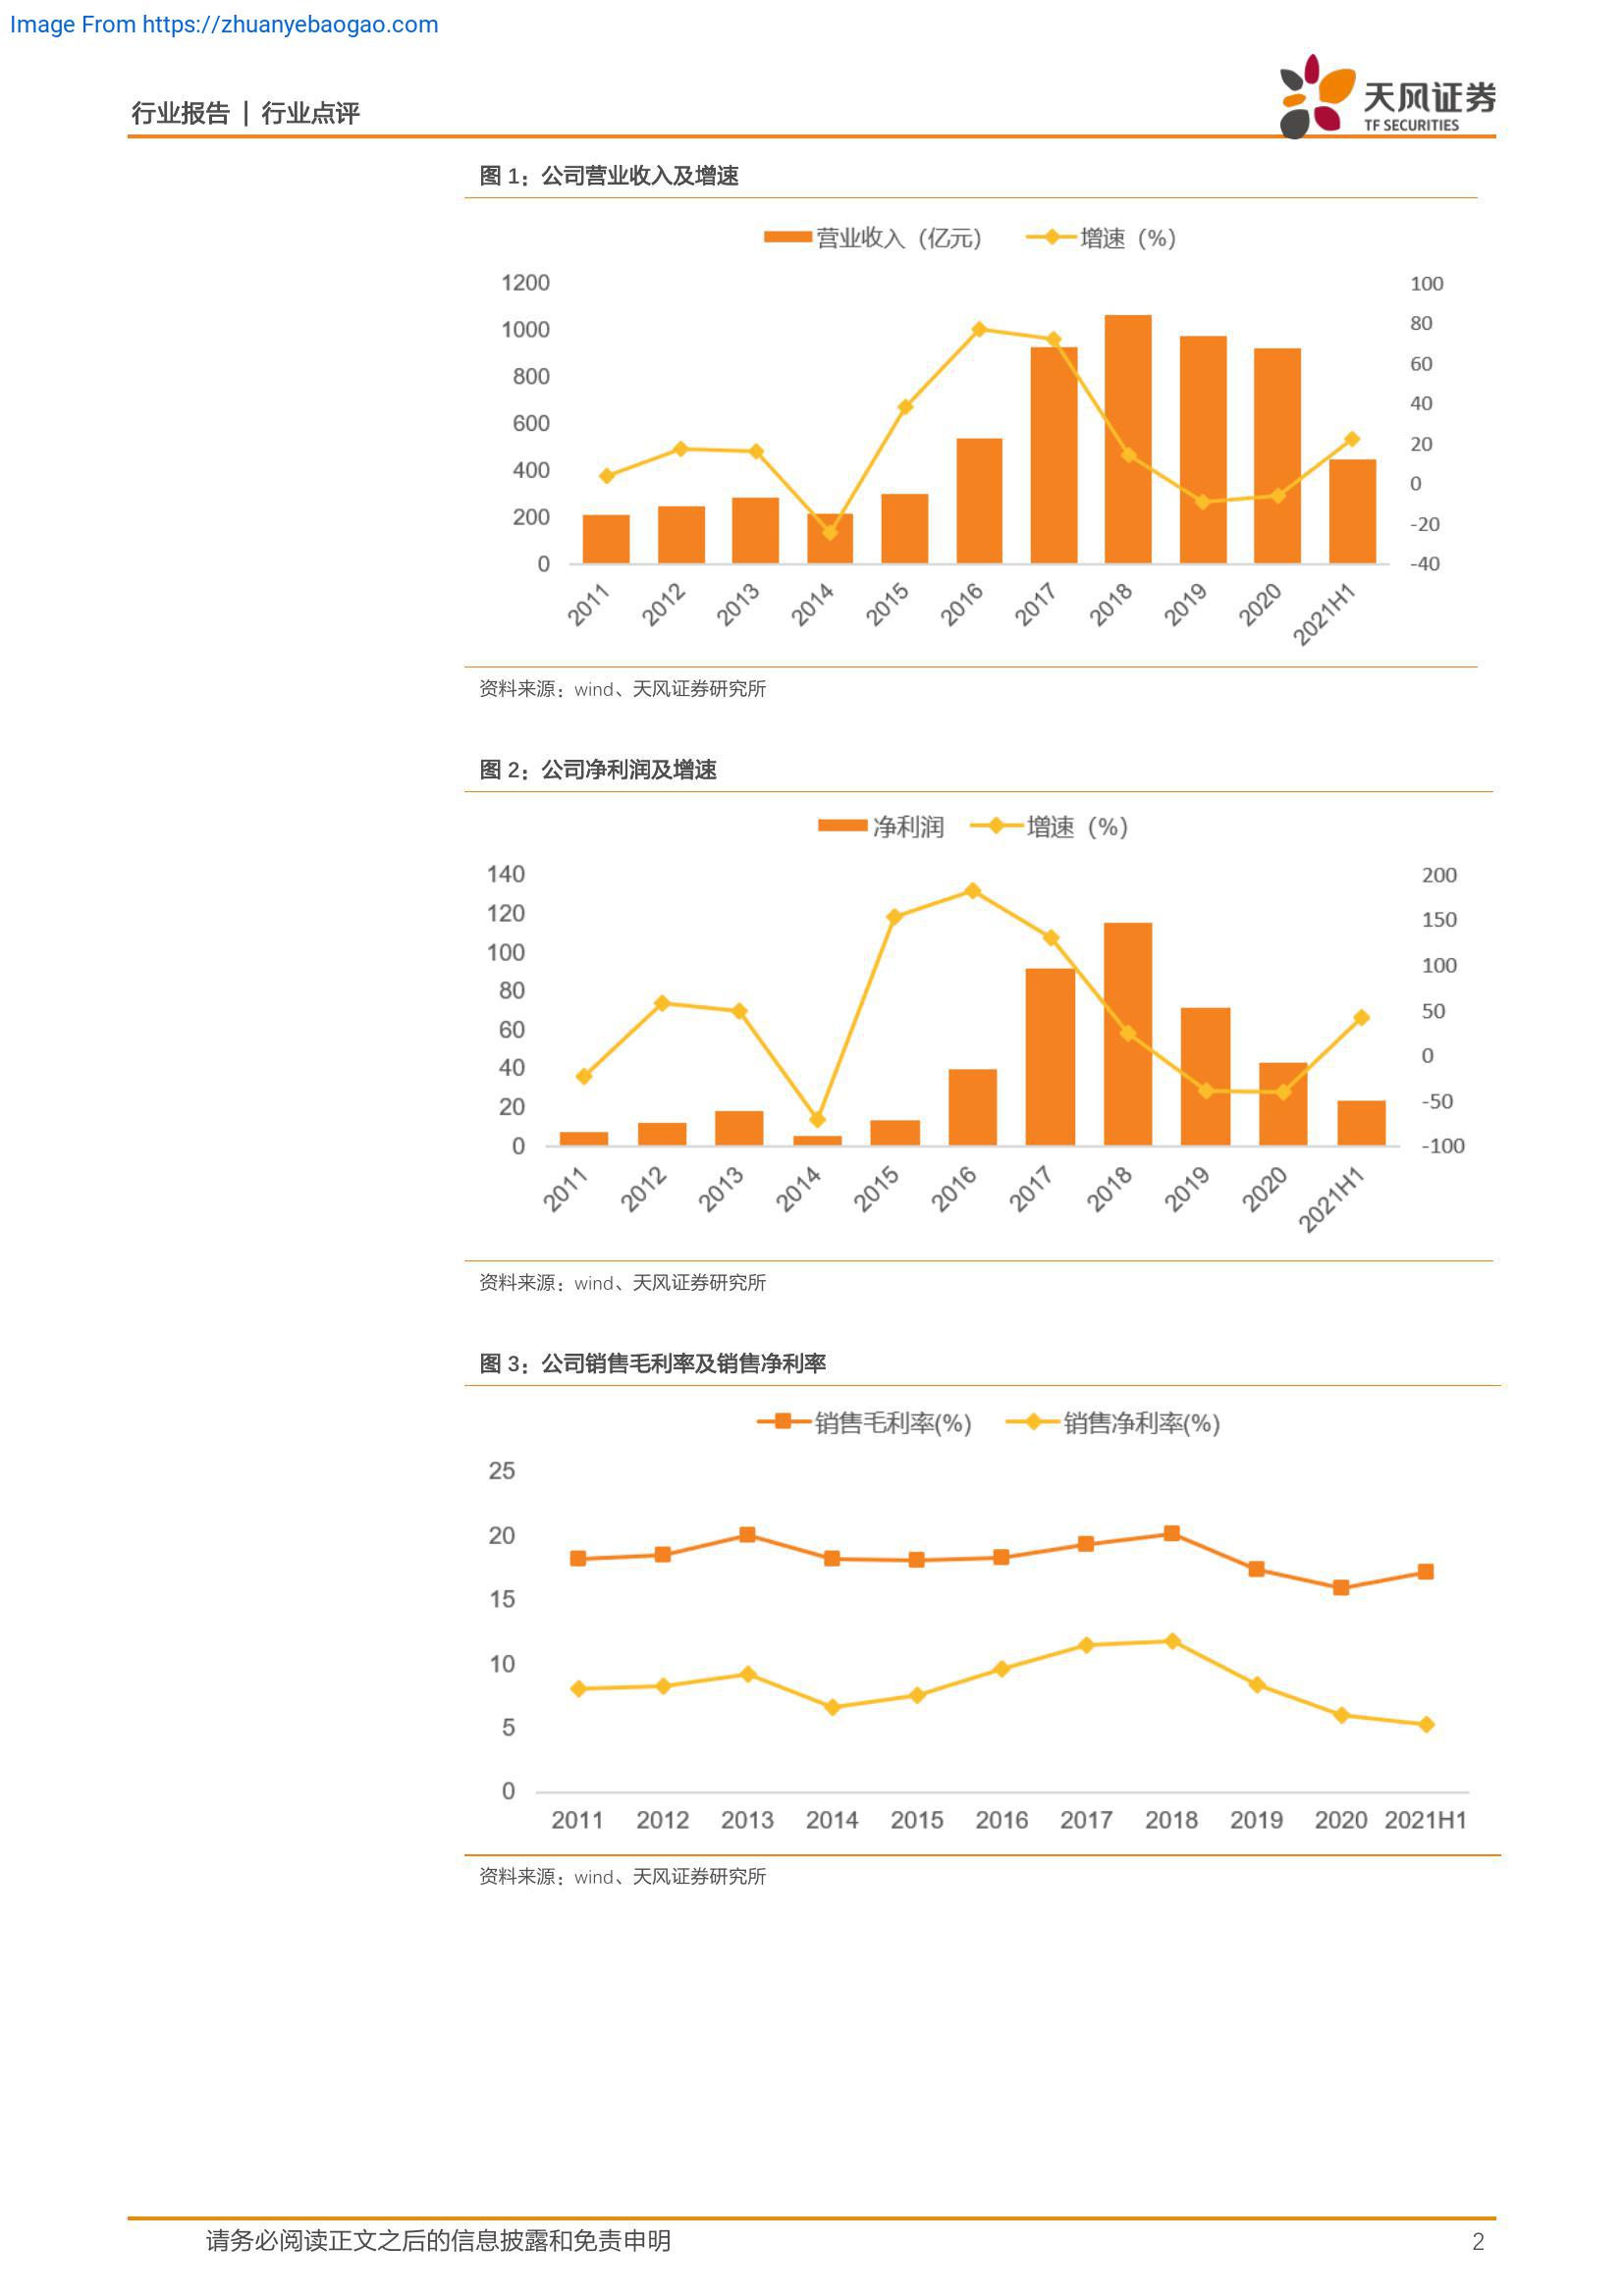 Image From https://zhuanyebaogao.com
行业报告 | 行业点评
天风证券
TF SECURITIES
图 1：公司营业收入及增速
营业收入（亿元） 增速（%）
1200 100
1000 80
800 60
600 40
400 20
200 0
0 -20
-40
2011 2012 2013 2014 2015 2016 2017 2018 2019 2020 2021H1
资料来源：wind、天风证券研究所
图 2：公司净利润及增速
净利润 增速（%）
140 200
120 150
100 100
80 50
60 0
40 -50
20 -100
0
2011 2012 2013 2014 2015 2016 2017 2018 2019 2020 2021H1
资料来源：wind、天风证券研究所
图 3：公司销售毛利率及销售净利率
销售毛利率(%) 销售净利率(%)
25
20
15
10
5
0
2011 2012 2013 2014 2015 2016 2017 2018 2019 2020 2021H1
资料来源：wind、天风证券研究所
请务必阅读正文之后的信息披露和免责申明 2